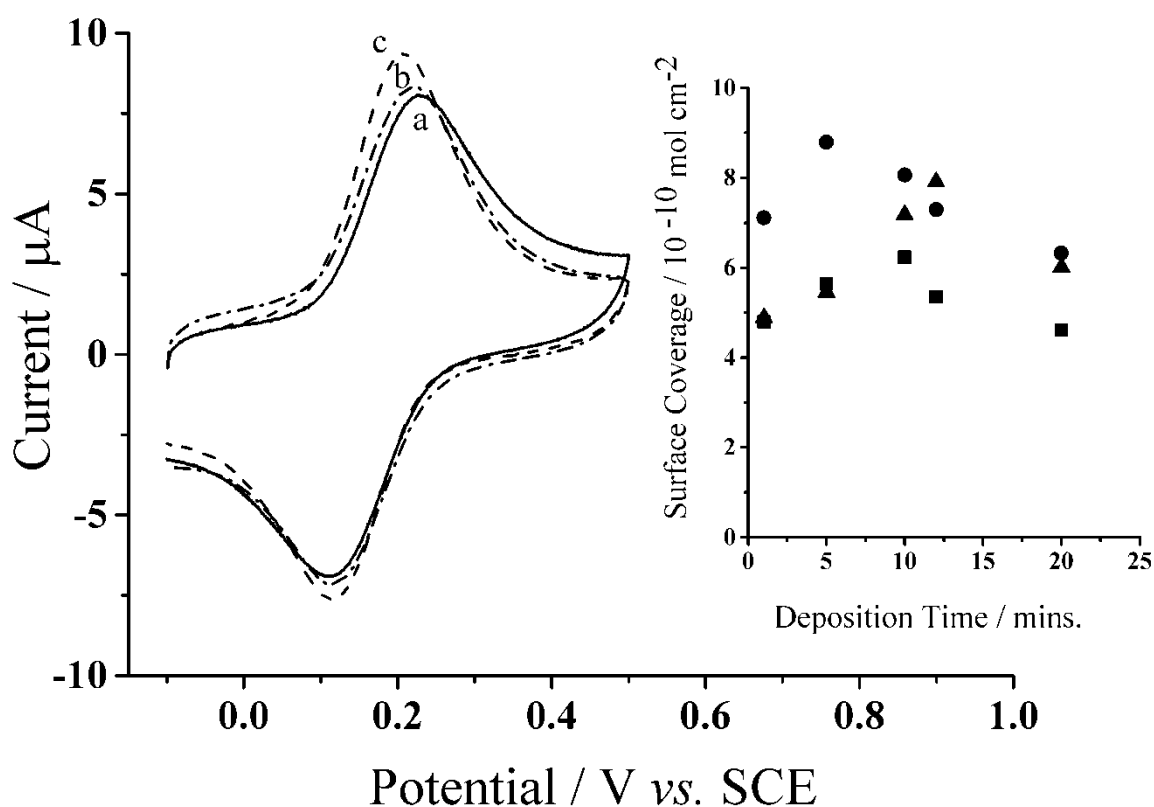 10
5
0
-5
-10
Current / µA
c
b
a
0.0 0.2 0.4 0.6 0.8 1.0
Potential / V vs. SCE
10
8
6
4
2
0
Surface Coverage / 10 -10 mol cm-2
0 5 10 15 20 25
Deposition Time / mins.